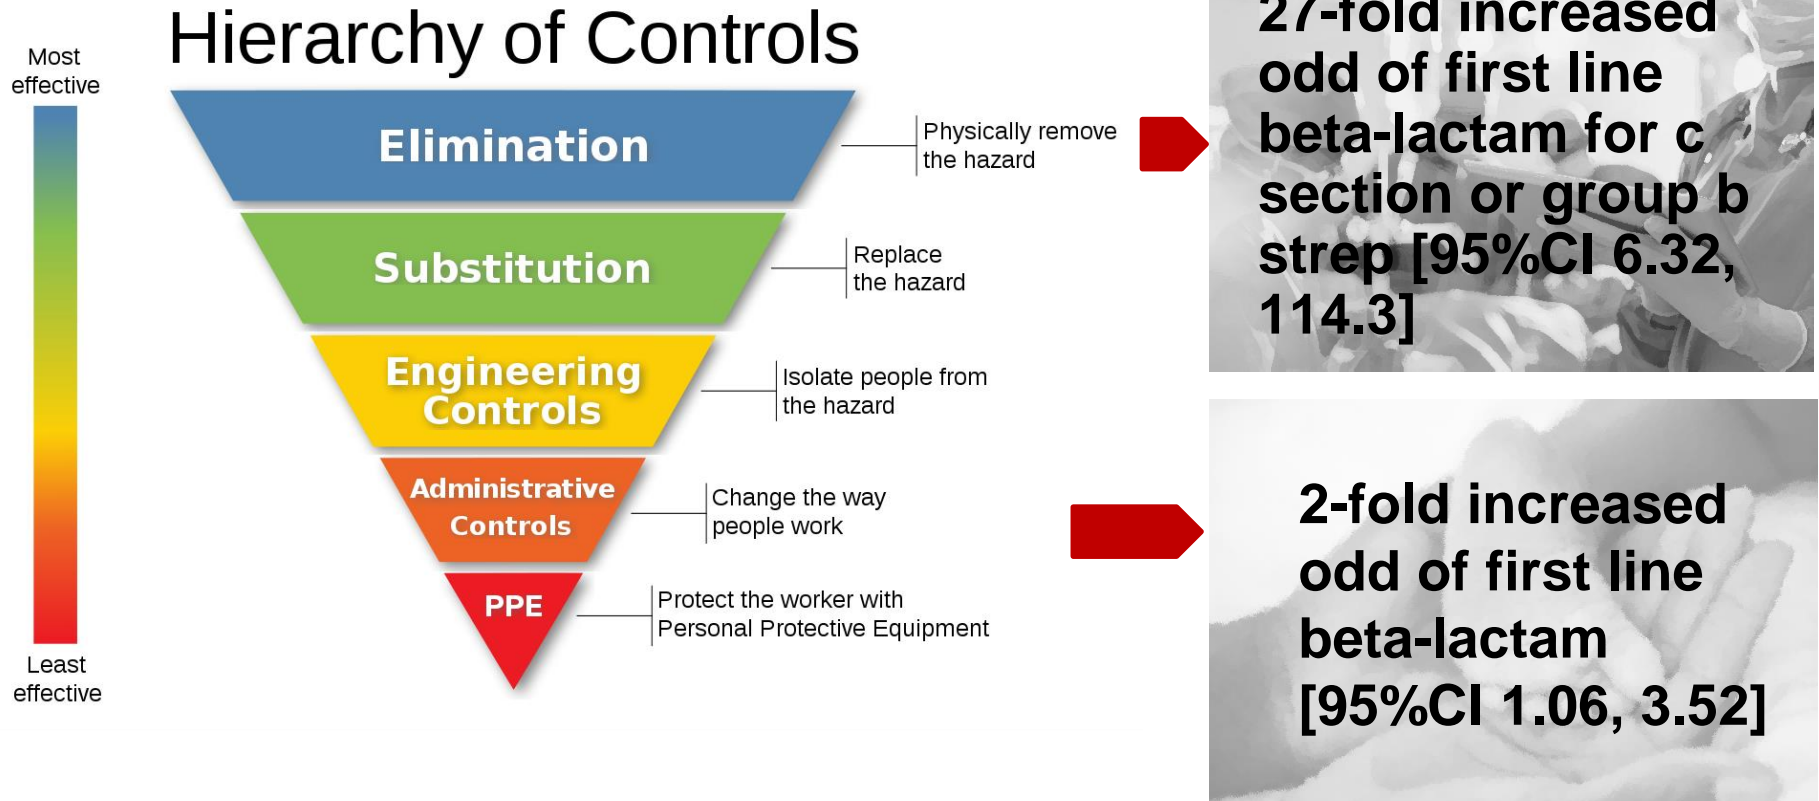 Hierarchy of Controls
Most
effective
Least
effective
Elimination
Physically remove
the hazard
Substitution
Replace
the hazard
Engineering
Controls
Isolate people from
the hazard
Administrative
Controls
Change the way
people work
PPE
Protect the worker with
Personal Protective Equipment
27-fold increased
odd of first line
beta-lactam for c
section or group b
strep [95%CI 6.32,
114.3]
2-fold increased
odd of first line
beta-lactam
[95%CI 1.06, 3.52]